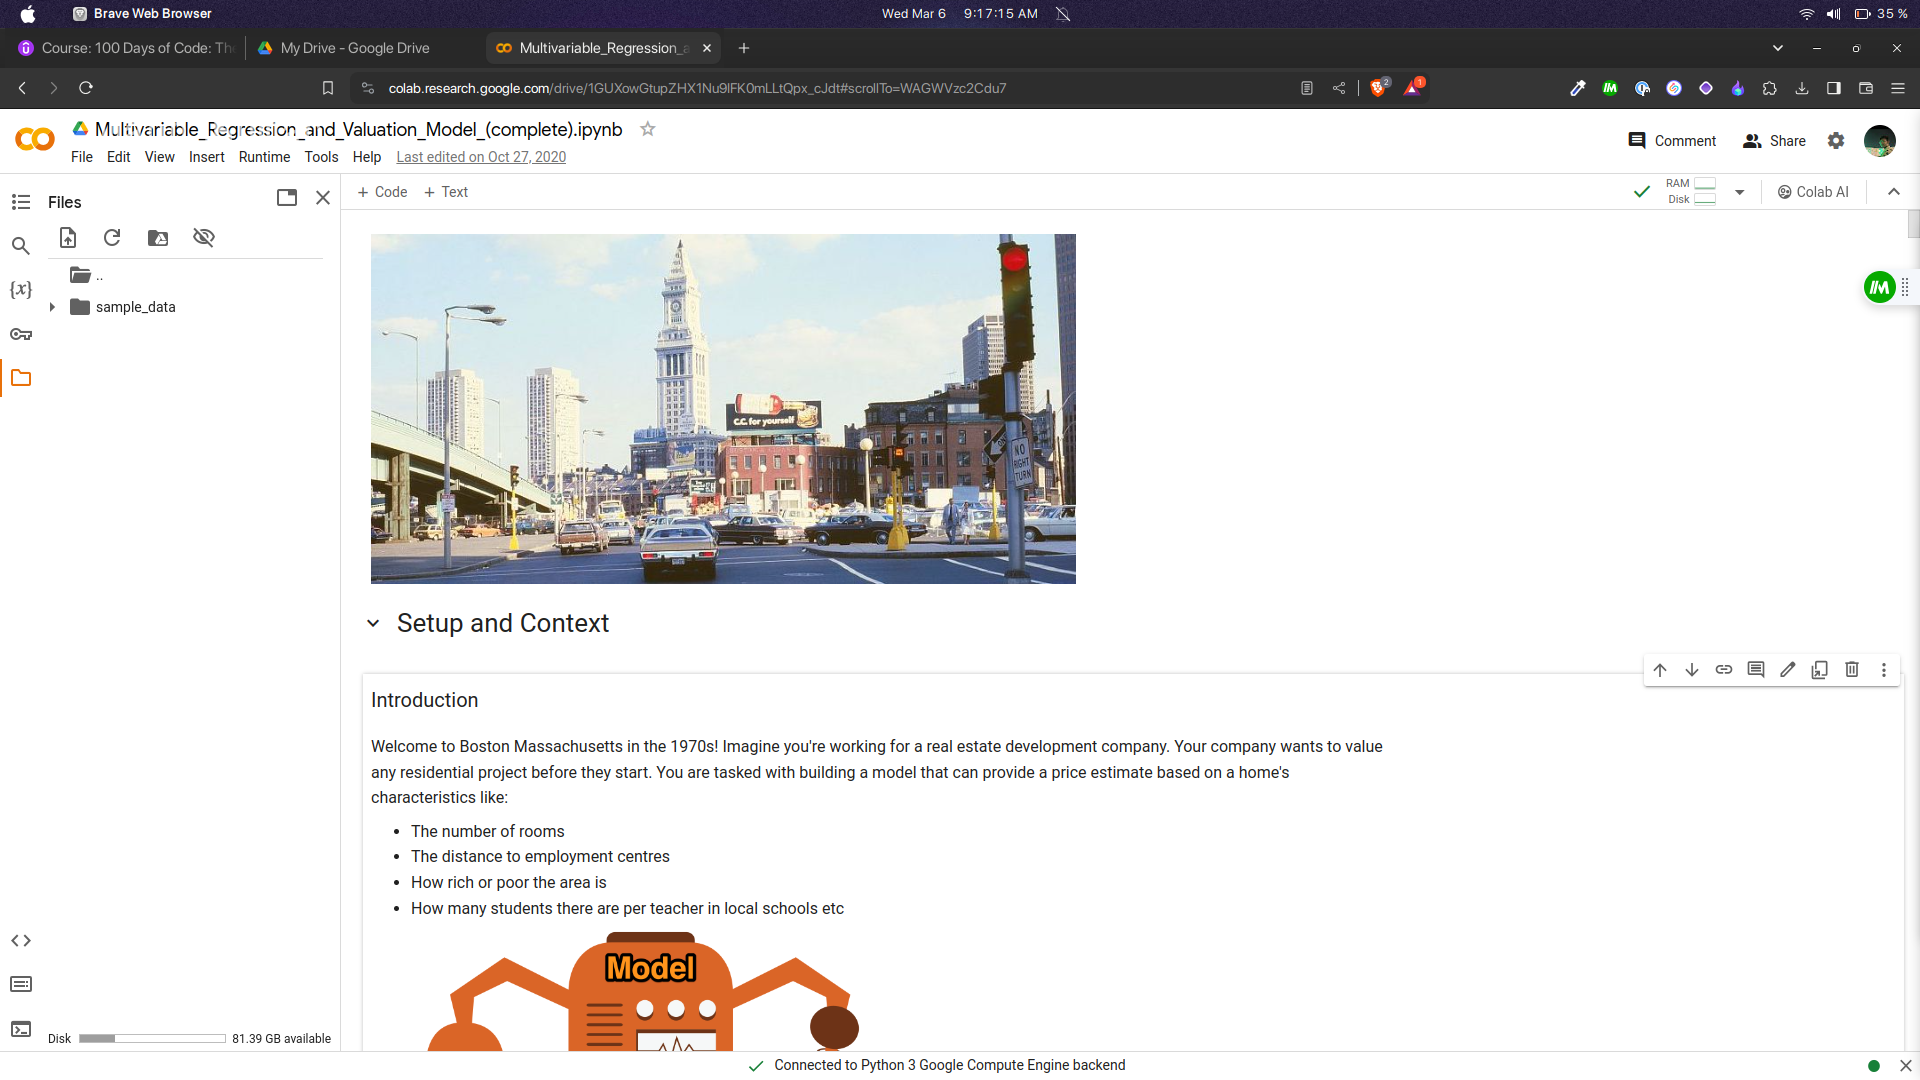 Brave Web Browser
Wed Mar 6 9:17:15 AM
35 %
Course: 100 Days of Code: The
My Drive - Google Drive
Multivariable_Regression_a
colab.research.google.com/drive/1GUXowGtupZHX1Nu9lFK0mLLtQpx_cJdt#scrollTo=WAGWVzc2Cdu7
2
1
Multivariable_Regression_and_Valuation_Model_(complete).ipynb
File Edit View Insert Runtime Tools Help Last edited on Oct 27, 2020
Comment
Share
Files
+ Code + Text
RAM
Disk
Colab AI
..
{x}
sample_data
C.C. for yourself
NO
RIGHT
TURN
Setup and Context
Introduction
Welcome to Boston Massachusetts in the 1970s! Imagine you're working for a real estate development company. Your company wants to value
any residential project before they start. You are tasked with building a model that can provide a price estimate based on a home's
characteristics like:
• The number of rooms
• The distance to employment centres
• How rich or poor the area is
• How many students there are per teacher in local schools etc
Model
Disk
81.39 GB available
Connected to Python 3 Google Compute Engine backend